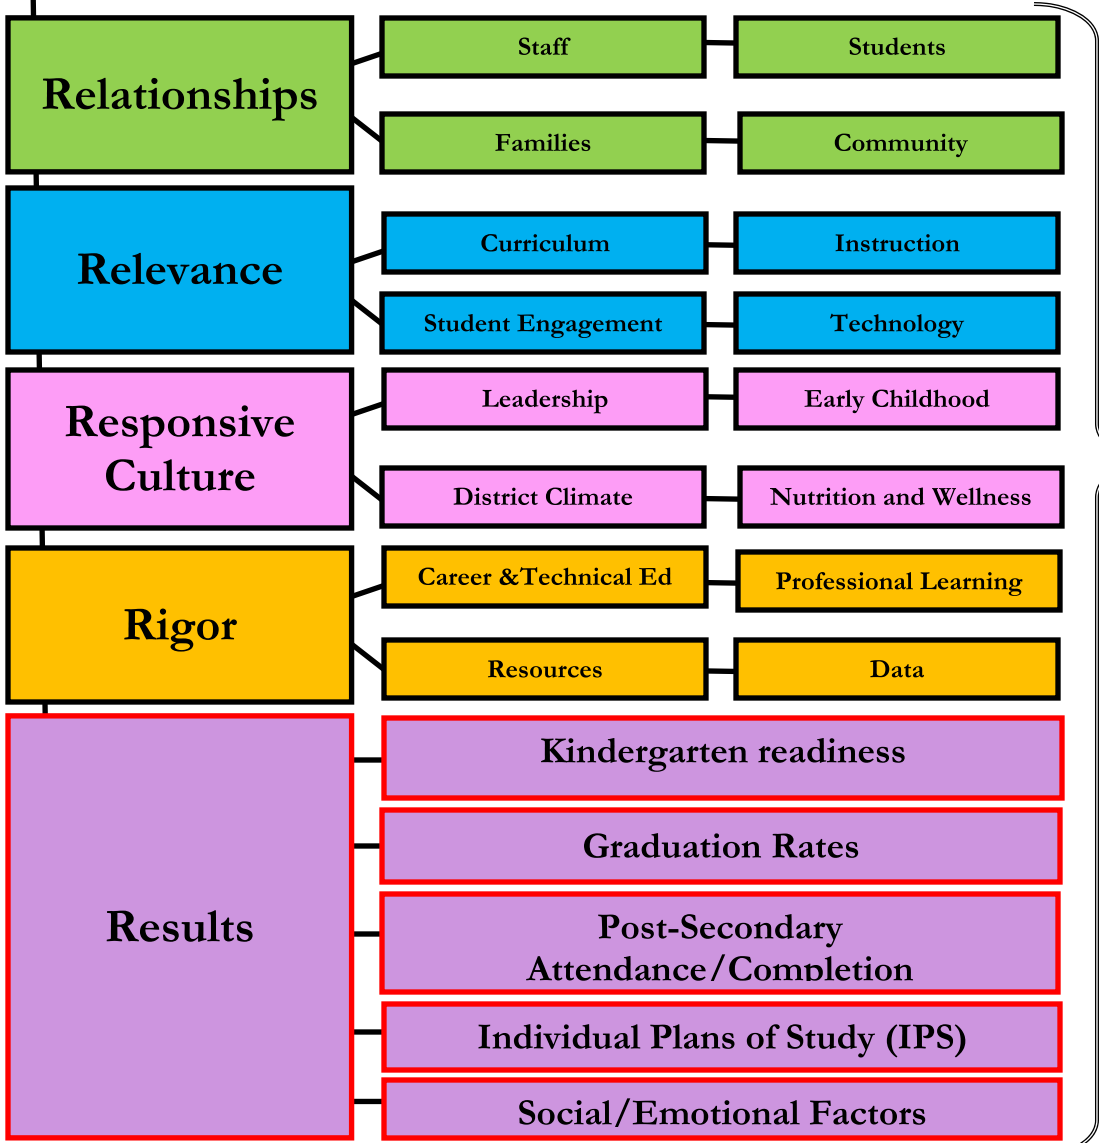 Relationships
Staff
Students
Families
Community
Relevance
Curriculum
Instruction
Student Engagement
Technology
Responsive
Culture
Leadership
Early Childhood
District Climate
Nutrition and Wellness
Rigor
Career &Technical Ed
Professional Learning
Resources
Data
Results
Kindergarten readiness
Graduation Rates
Post-Secondary
Attendance/Completion
Individual Plans of Study (IPS)
Social/Emotional Factors